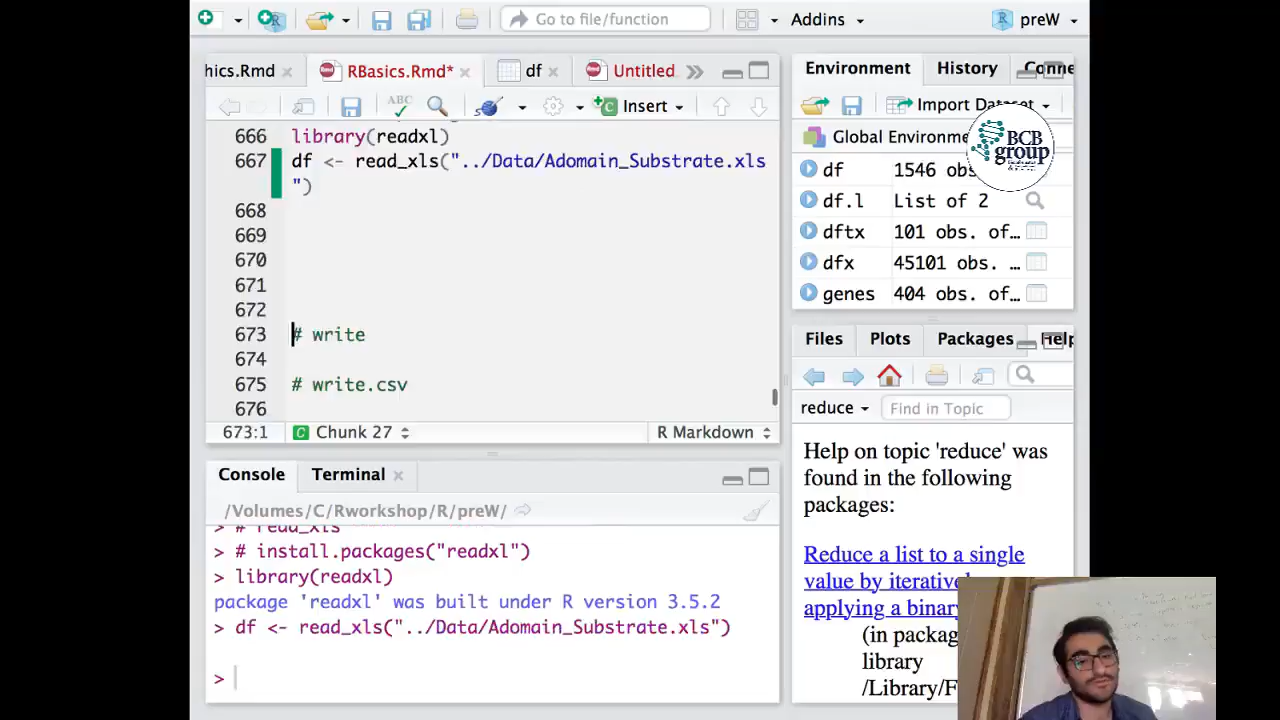 Go to file/function
Addins
preW
hics.Rmd
RBasics.Rmd*
df
Untitled
Environment
History
Conne
ABC
Insert
Import Dataset
666
library(readxl)
667
df <- read_xls("../Data/Adomain_Substrate.xls
")
668
669
670
671
672
673
# write
674
675
# write.csv
676
673:1
Chunk 27
R Markdown
Global Environme
BCB
group
df
1546 obs
df.l
List of 2
dftx
101 obs. of…
dfx
45101 obs. …
genes
404 obs. of…
Files
Plots
Packages
Help
reduce
Find in Topic
Help on topic 'reduce' was
found in the following
packages:
Reduce a list to a single
value by iterative
applying a binary
(in packag
library
/Library/F
Console
Terminal
/Volumes/C/Rworkshop/R/preW/
> # read_xls
> # install.packages("readxl")
> library(readxl)
package 'readxl' was built under R version 3.5.2
> df <- read_xls("../Data/Adomain_Substrate.xls")
>